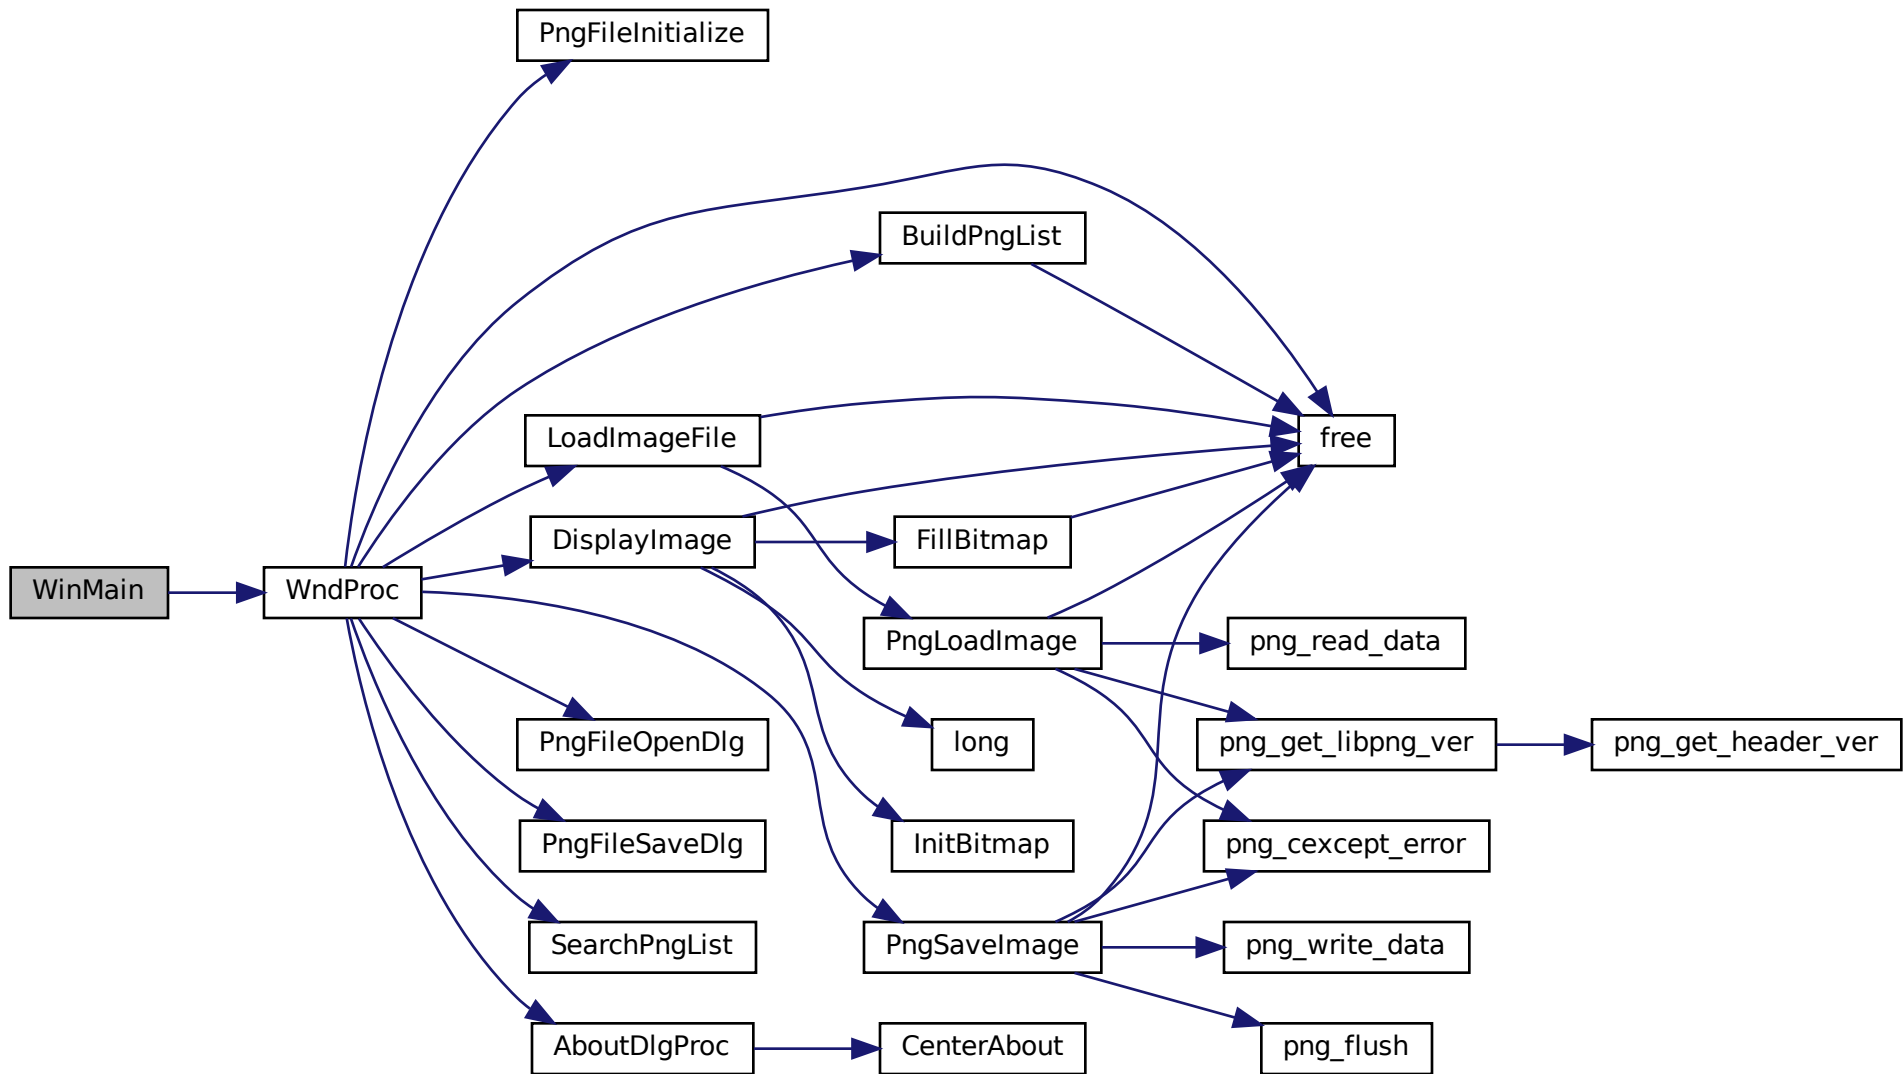 PngFileInitialize
BuildPngList
LoadImageFile
free
DisplayImage
FillBitmap
WinMain
WndProc
PngLoadImage
png_read_data
PngFileOpenDlg
long
png_get_libpng_ver
png_get_header_ver
PngFileSaveDlg
InitBitmap
png_cexcept_error
SearchPngList
PngSaveImage
png_write_data
AboutDlgProc
CenterAbout
png_flush